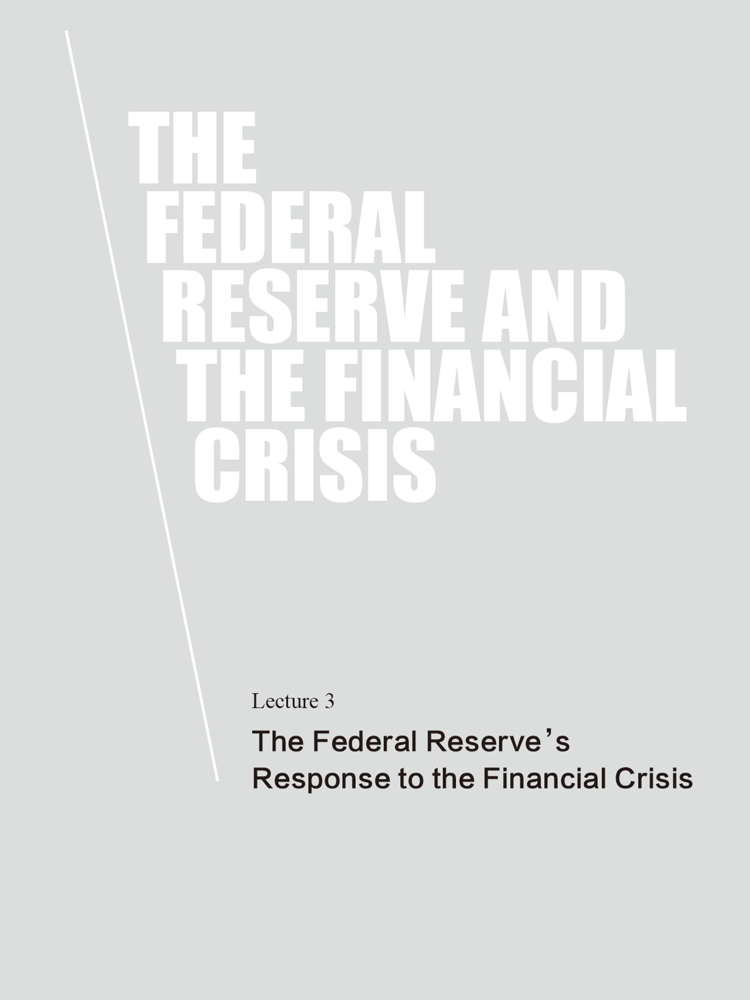 THE
FEDERAL
RESERVE AND
THE FINANCIAL
CRISIS
Lecture 3
The Federal Reserve’s
Response to the Financial Crisis